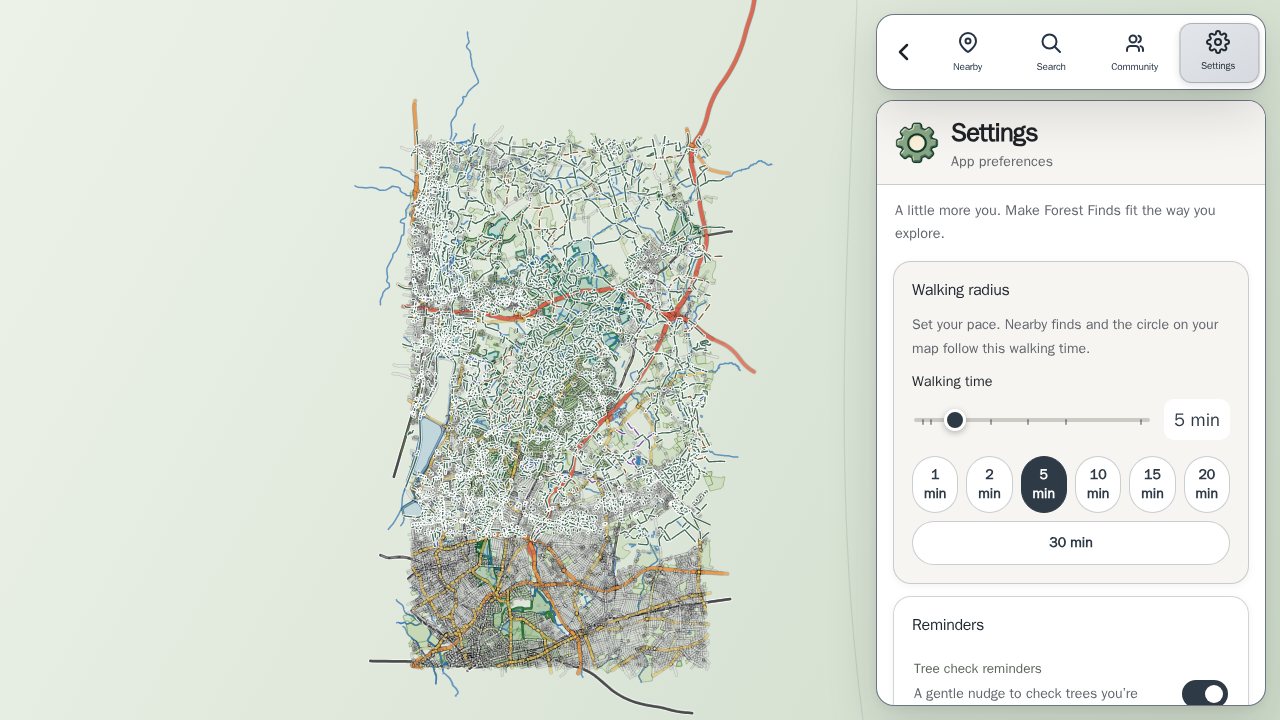 Nearby
Search
Community
Settings
Settings
App preferences
A little more you. Make Forest Finds fit the way you
explore.
Walking radius
Set your pace. Nearby finds and the circle on your
map follow this walking time.
Walking time
5 min
1
min
2
min
5
min
10
min
15
min
20
min
30 min
Reminders
Tree check reminders
A gentle nudge to check trees you're